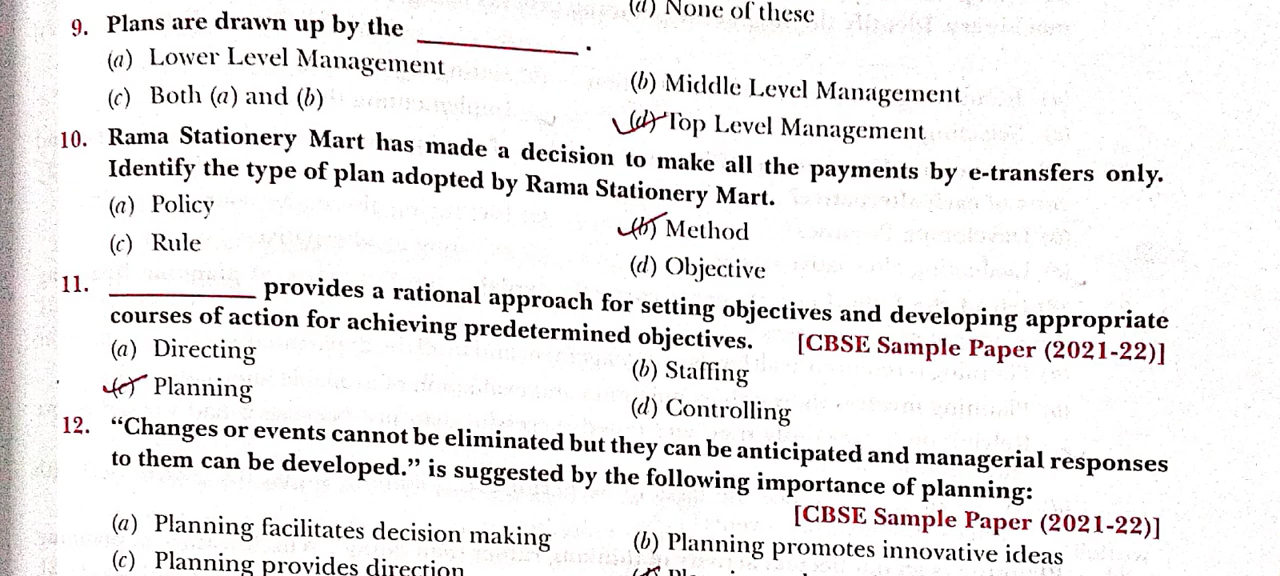 (d) None of these
9. Plans are drawn up by the ____________ .
(a) Lower Level Management
(b) Middle Level Management
(c) Both (a) and (b)
(d) Top Level Management
10. Rama Stationery Mart has made a decision to make all the payments by e-transfers only.
Identify the type of plan adopted by Rama Stationery Mart.
(a) Policy
(b) Method
(c) Rule
(d) Objective
11. ____________ provides a rational approach for setting objectives and developing appropriate
courses of action for achieving predetermined objectives. [CBSE Sample Paper (2021-22)]
(a) Directing
(b) Staffing
(c) Planning
(d) Controlling
12. “Changes or events cannot be eliminated but they can be anticipated and managerial responses
to them can be developed.” is suggested by the following importance of planning:
[CBSE Sample Paper (2021-22)]
(a) Planning facilitates decision making
(b) Planning promotes innovative ideas
(c) Planning provides direction